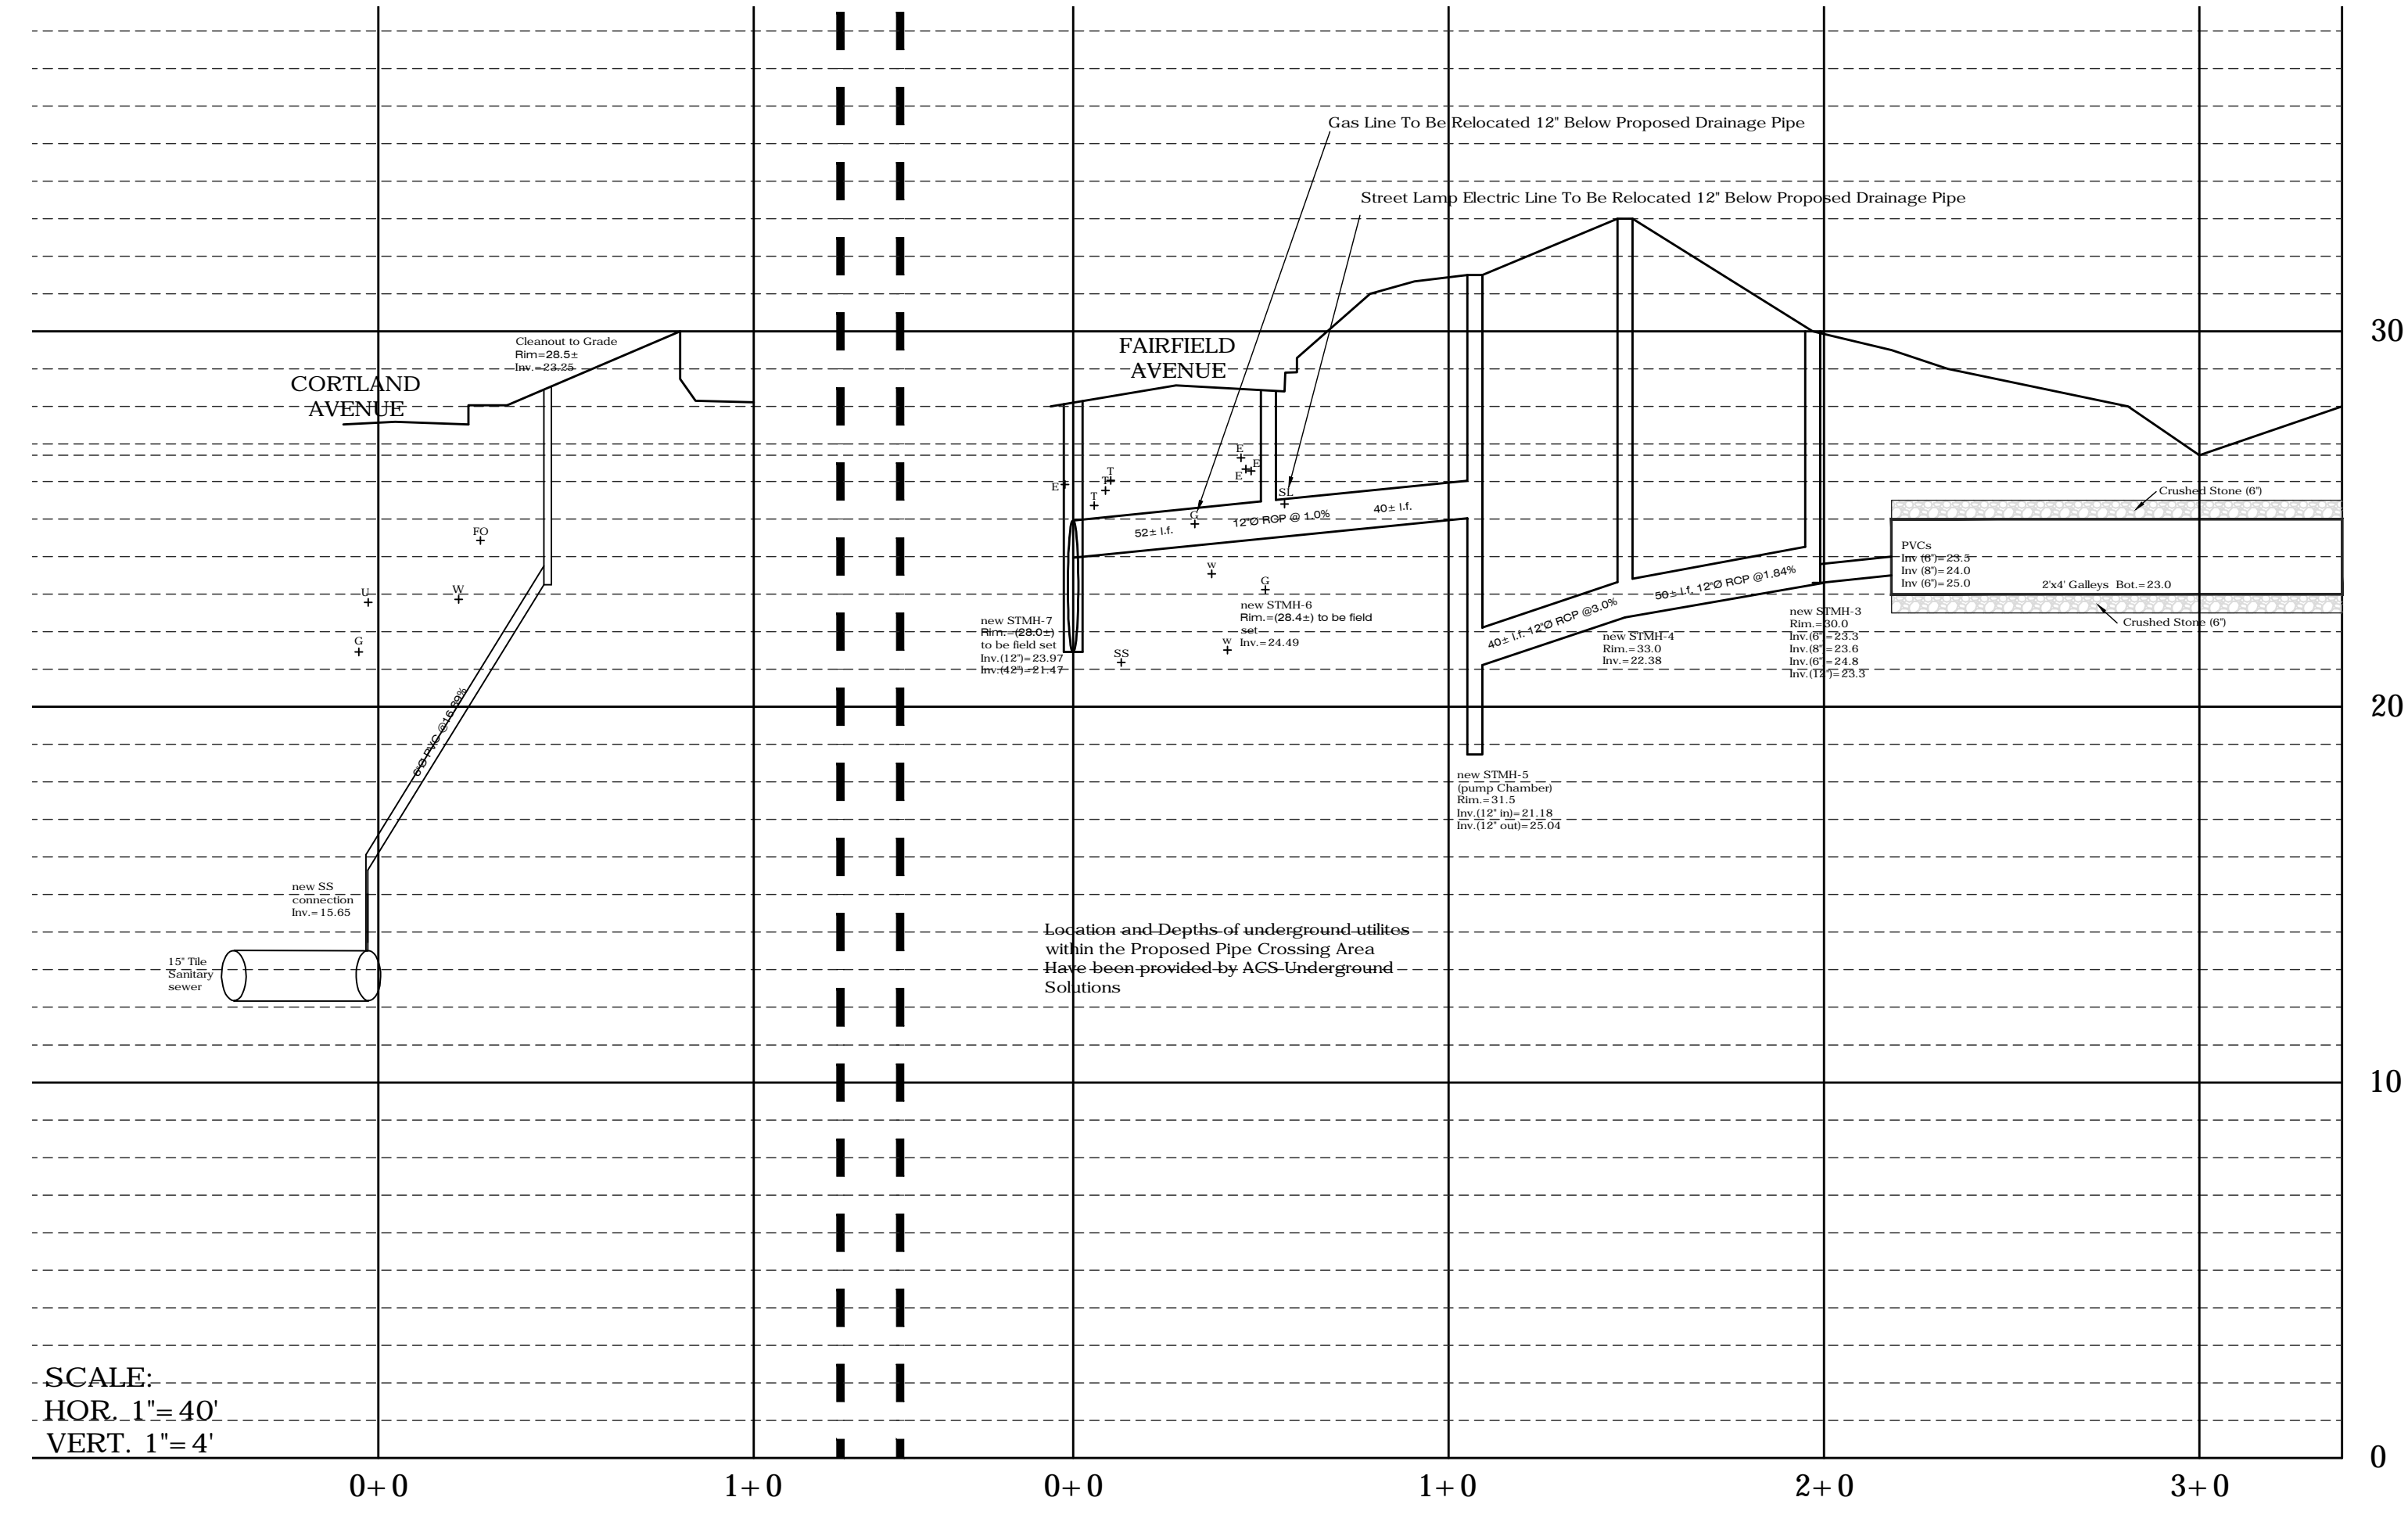 Gas Line To Be Relocated 12" Below Proposed Drainage Pipe
Street Lamp Electric Line To Be Relocated 12" Below Proposed Drainage Pipe
30
Cleanout to Grade
Rim=28.5±
Inv.=23.25
CORTLAND
AVENUE
FAIRFIELD
AVENUE
E
T
T
T
E
E
E
SL
G
52± l.f.
12"Ø RCP @ 1.0%
40± l.f.
Crushed Stone (6")
FO
U
W
G
w
G
PVCs
Inv (6")=23.5
Inv (8")=24.0
Inv (6")=25.0
2'x4' Galleys Bot.=23.0
Crushed Stone (6")
new STMH-7
Rim.=(28.0±)
to be field set
Inv.(12")=23.97
Inv.(42")=21.47
SS
w
new STMH-6
Rim.=(28.4±) to be field
set
Inv.=24.49
40± l.f. 12"Ø RCP @3.0%
50± l.f. 12"Ø RCP @1.84%
new STMH-4
Rim.=33.0
Inv.=22.38
new STMH-3
Rim.=30.0
Inv.(6")=23.3
Inv.(8")=23.6
Inv.(6")=24.8
Inv.(12")=23.3
6"Ø PVC @16.89%
20
new STMH-5
(pump Chamber)
Rim.=31.5
Inv.(12" in)=21.18
Inv.(12" out)=25.04
new SS
connection
Inv.=15.65
15" Tile
Sanitary
sewer
Location and Depths of underground utilites
within the Proposed Pipe Crossing Area
Have been provided by ACS Underground
Solutions
10
SCALE:
HOR. 1"=40'
VERT. 1"=4'
0
0+0
1+0
0+0
1+0
2+0
3+0